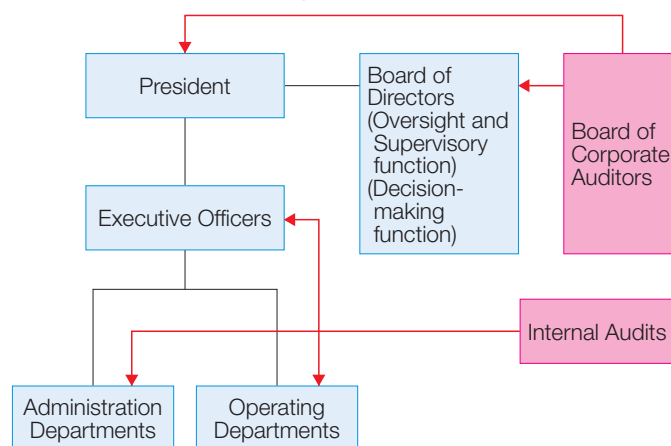 President
Board of
Directors
(Oversight and
Supervisory
function)
(Decision-
making
function)
Board of
Corporate
Auditors
Executive Officers
Internal Audits
Administration
Departments
Operating
Departments